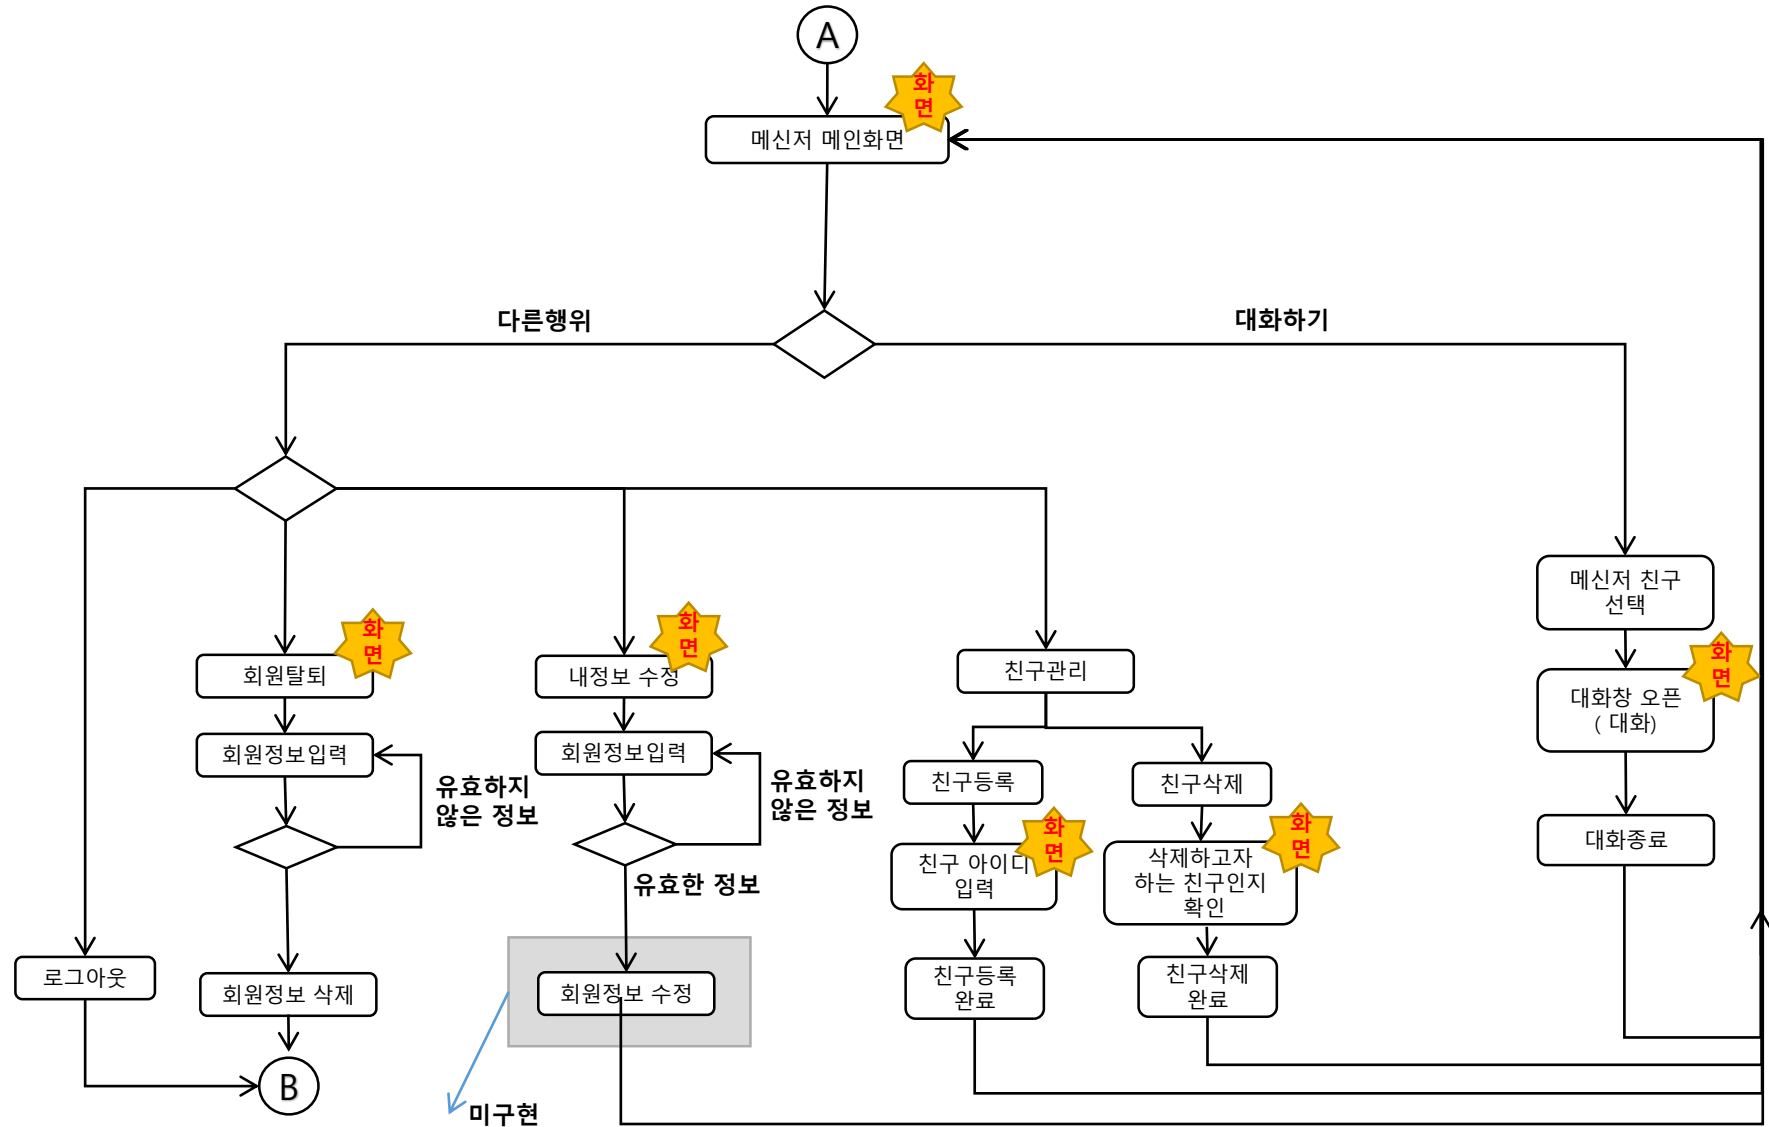 A
화
면
메신저 메인화면
다른행위
대화하기
메신저 친구
선택
화
면
대화창 오픈
( 대화)
대화종료
화
면
회원탈퇴
회원정보입력
유효하지
않은 정보
화
면
내정보 수정
회원정보입력
유효하지
않은 정보
유효한 정보
친구관리
친구등록
친구삭제
화
면
친구 아이디
입력
화
면
삭제하고자
하는 친구인지
확인
로그아웃
회원정보 삭제
회원정보 수정
친구등록
완료
친구삭제
완료
B
미구현